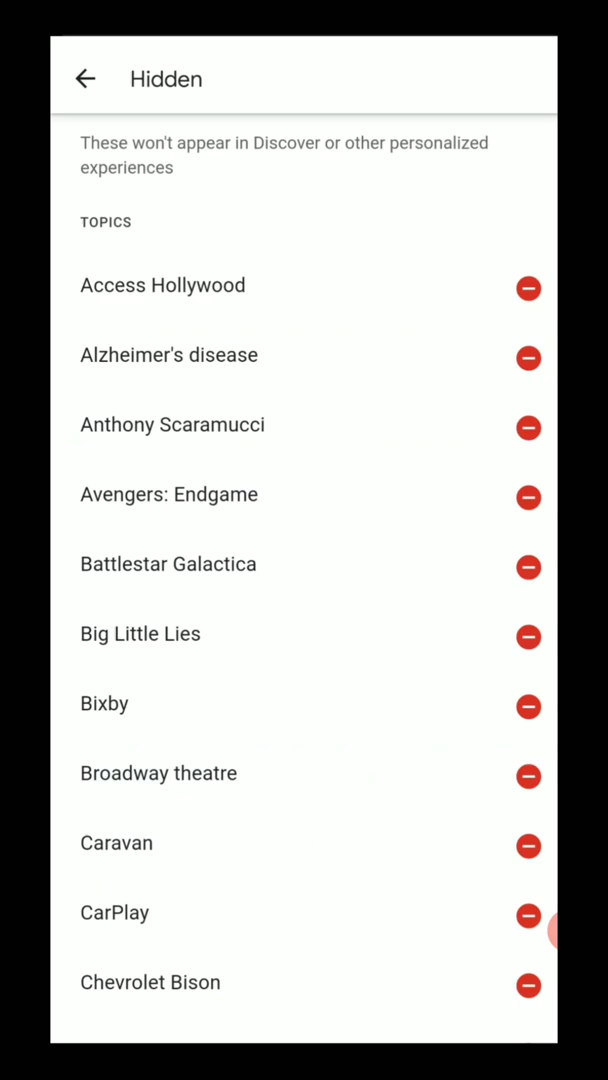 Hidden
These won't appear in Discover or other personalized
experiences
TOPICS
Access Hollywood
Alzheimer's disease
Anthony Scaramucci
Avengers: Endgame
Battlestar Galactica
Big Little Lies
Bixby
Broadway theatre
Caravan
CarPlay
Chevrolet Bison